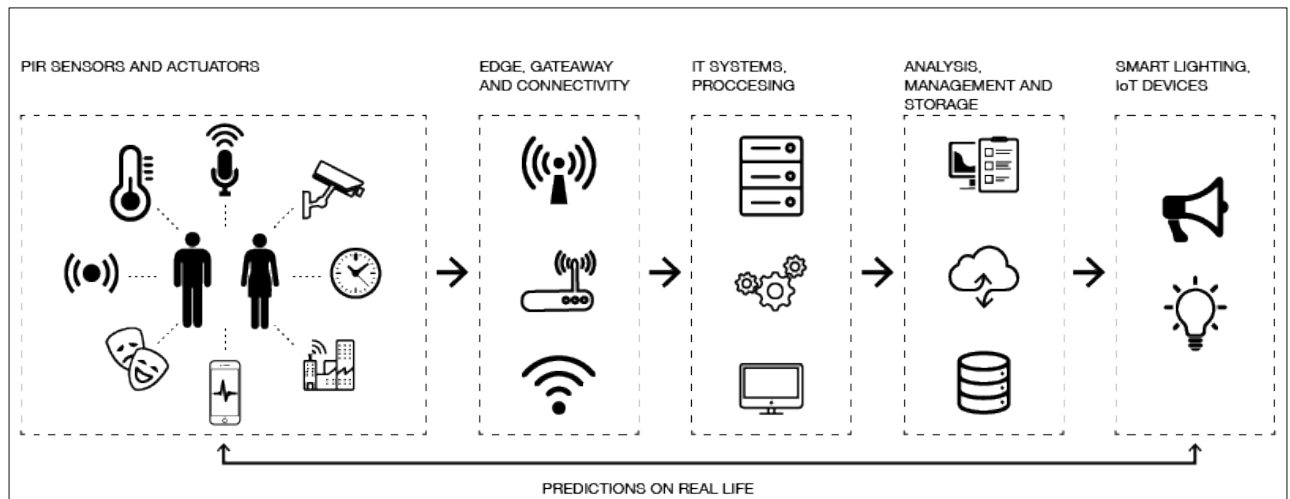 PIR SENSORS AND ACTUATORS
EDGE, GATEAWAY
AND CONNECTIVITY
IT SYSTEMS,
PROCCESING
ANALYSIS,
MANAGEMENT AND
STORAGE
SMART LIGHTING,
IoT DEVICES
PREDICTIONS ON REAL LIFE